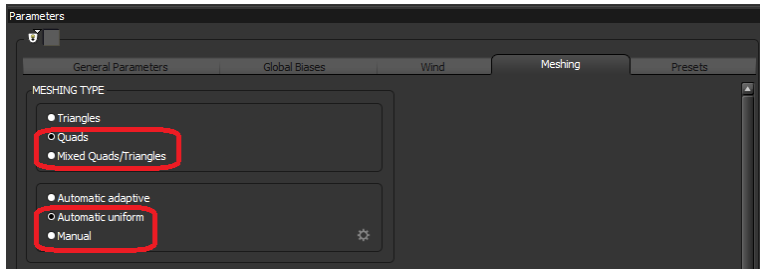 Parameters
General Parameters Global Biases Wind Meshing Presets
MESHING TYPE
Triangles
Quads
Mixed Quads/Triangles
Automatic adaptive
Automatic uniform
Manual